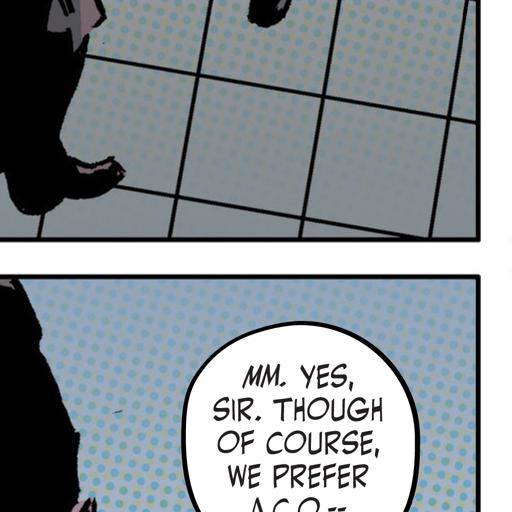 MM. YES,
SIR. THOUGH
OF COURSE,
WE PREFER
A.C.O.--